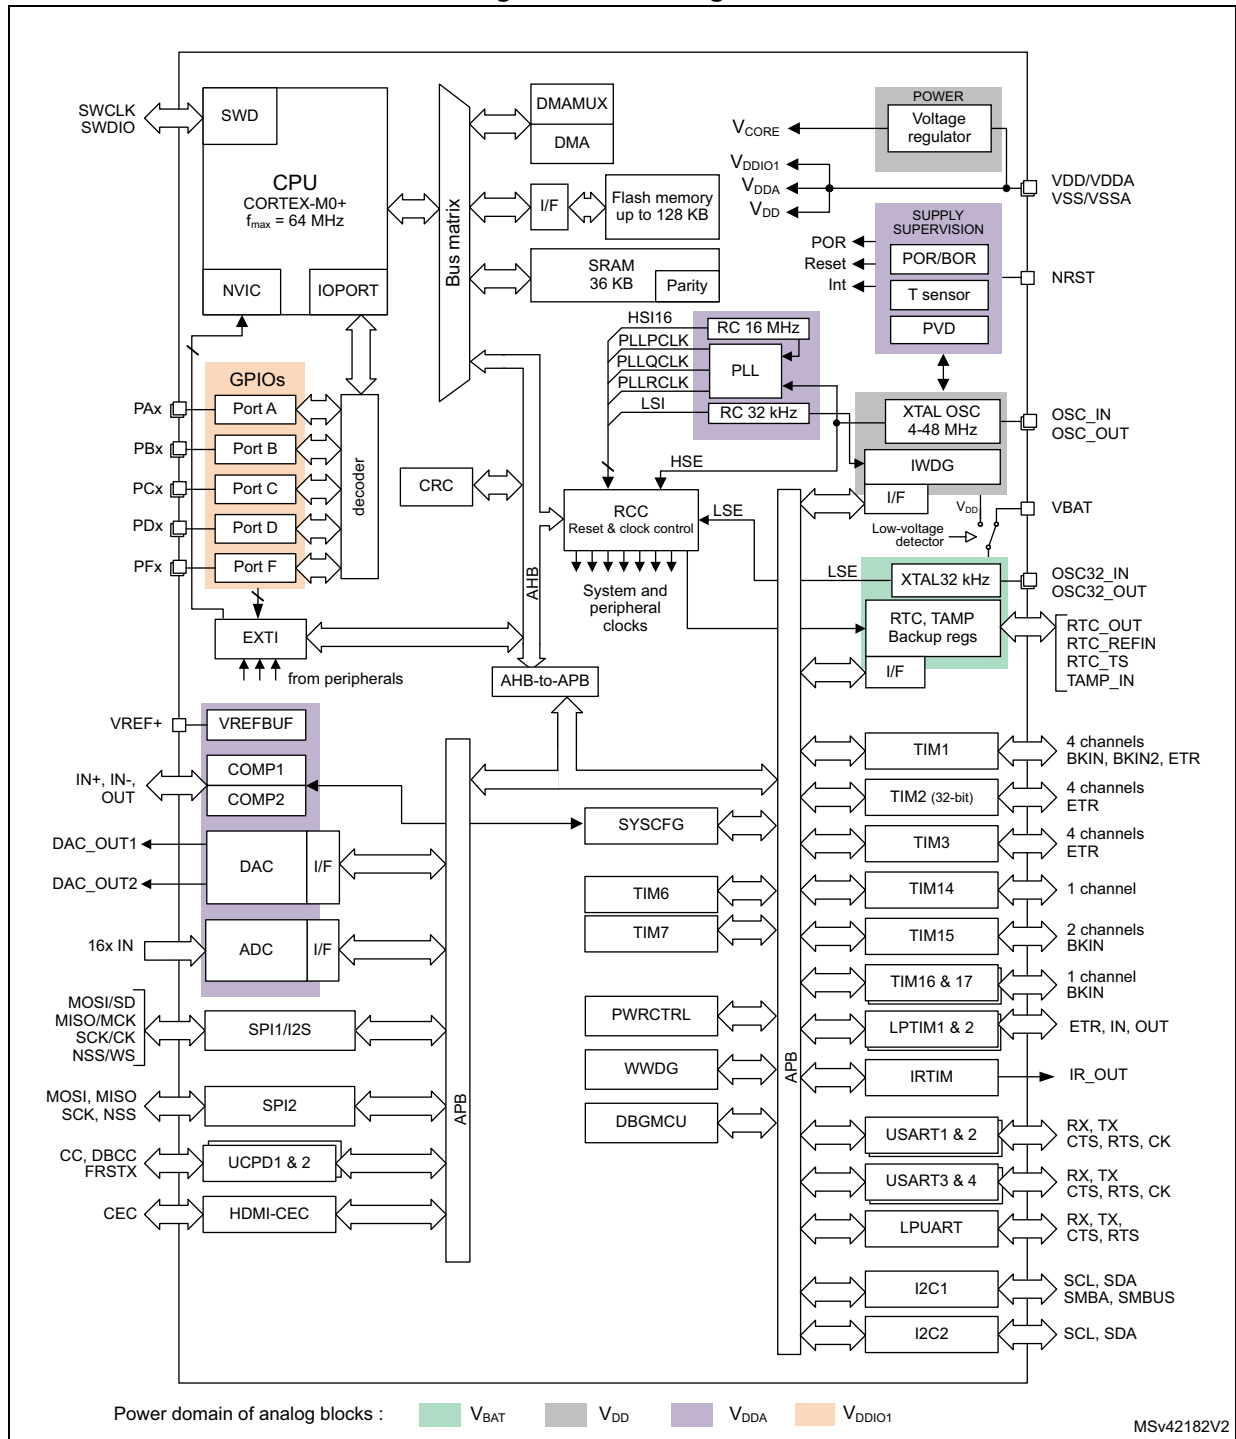 SWCLK
SWDIO
SWD
CPU
CORTEX-M0+
fmax = 64 MHz
NVIC
IOPORT
Bus matrix
DMAMUX
DMA
I/F
Flash memory
up to 128 KB
SRAM
36 KB
Parity
POWER
Voltage
regulator
VCORE
VDDIO1
VDDA
VDD
VDD/VDDA
VSS/VSSA
SUPPLY
SUPERVISION
POR
Reset
Int
POR/BOR
T sensor
PVD
NRST
HSI16
PLLPCLK
PLLQCLK
PLLRCLK
LSI
RC 16 MHz
PLL
RC 32 kHz
GPIOs
PAx
Port A
PBx
Port B
PCx
Port C
PDx
Port D
PFx
Port F
decoder
XTAL OSC
4-48 MHz
OSC_IN
OSC_OUT
IWDG
I/F
HSE
CRC
RCC
Reset & clock control
LSE
VDD
Low-voltage
detector
VBAT
AHB
System and
peripheral
clocks
LSE
XTAL32 kHz
OSC32_IN
OSC32_OUT
RTC, TAMP
Backup regs
I/F
RTC_OUT
RTC_REFIN
RTC_TS
TAMP_IN
EXTI
from peripherals
AHB-to-APB
VREF+
VREFBUF
IN+, IN-,
OUT
COMP1
COMP2
DAC_OUT1
DAC_OUT2
DAC
I/F
16x IN
ADC
I/F
MOSI/SD
MISO/MCK
SCK/CK
NSS/WS
SPI1/I2S
MOSI, MISO
SCK, NSS
SPI2
CC, DBCC
FRSTX
UCPD1 & 2
CEC
HDMI-CEC
APB
SYSCFG
TIM6
TIM7
PWRCTRL
WWDG
DBGMCU
APB
TIM1
4 channels
BKIN, BKIN2, ETR
TIM2 (32-bit)
4 channels
ETR
TIM3
4 channels
ETR
TIM14
1 channel
TIM15
2 channels
BKIN
TIM16 & 17
1 channel
BKIN
LPTIM1 & 2
ETR, IN, OUT
IRTIM
IR_OUT
USART1 & 2
RX, TX
CTS, RTS, CK
USART3 & 4
RX, TX
CTS, RTS, CK
LPUART
RX, TX,
CTS, RTS
I2C1
SCL, SDA
SMBA, SMBUS
I2C2
SCL, SDA
Power domain of analog blocks :
VBAT
VDD
VDDA
VDDIO1
MSv42182V2